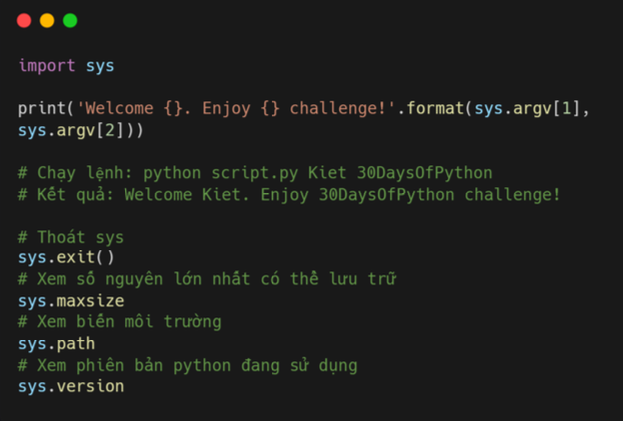 import sys
print('Welcome {}. Enjoy {} challenge!'.format(sys.argv[1],
sys.argv[2]))
# Chạy lệnh: python script.py Kiet 30DaysOfPython
# Kết quả: Welcome Kiet. Enjoy 30DaysOfPython challenge!
# Thoát sys
sys.exit()
# Xem số nguyên lớn nhất có thể lưu trữ
sys.maxsize
# Xem biến môi trường
sys.path
# Xem phiên bản python đang sử dụng
sys.version